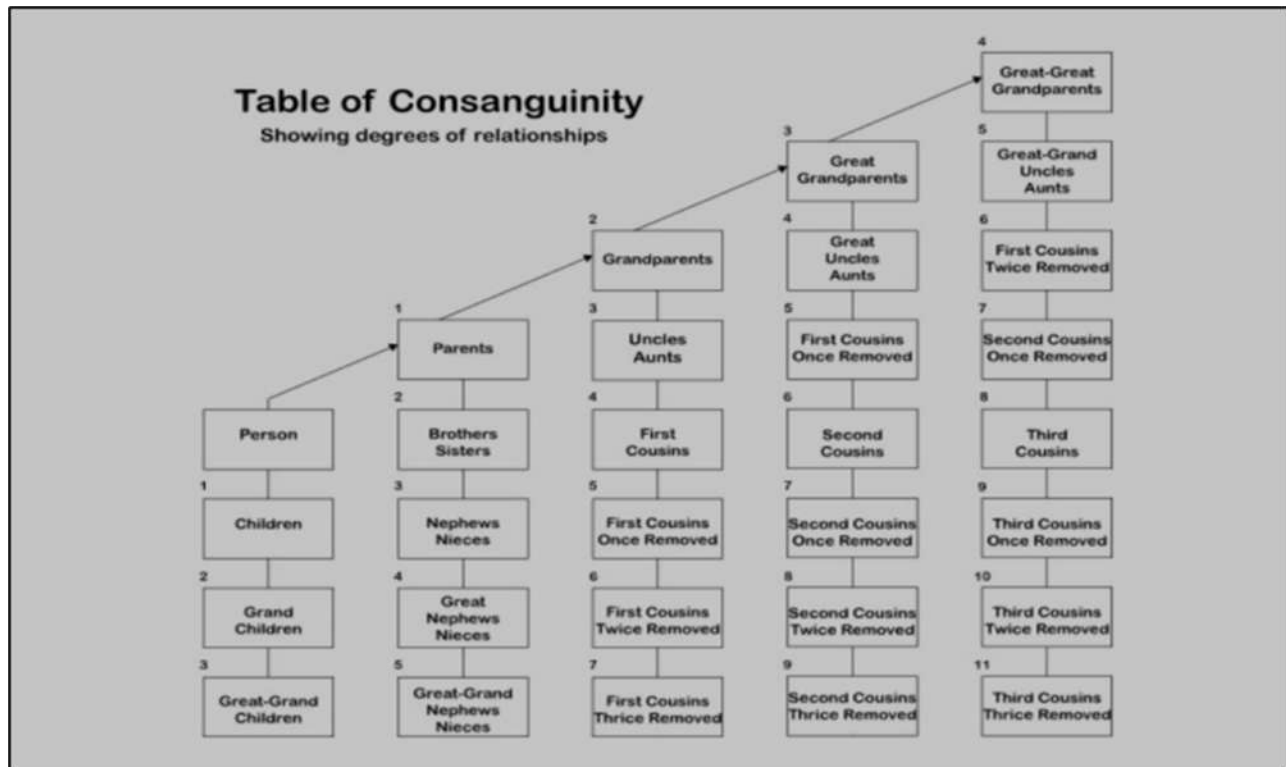 Table of Consanguinity
Showing degrees of relationships
4
Great-Great
Grandparents
3
Great
Grandparents
5
Great-Grand
Uncles
Aunts
2
Grandparents
4
Great
Uncles
Aunts
6
First Cousins
Twice Removed
1
Parents
3
Uncles
Aunts
5
First Cousins
Once Removed
7
Second Cousins
Once Removed
Person
2
Brothers
Sisters
4
First
Cousins
6
Second
Cousins
8
Third
Cousins
1
Children
3
Nephews
Nieces
5
First Cousins
Once Removed
7
Second Cousins
Once Removed
9
Third Cousins
Once Removed
2
Grand
Children
4
Great
Nephews
Nieces
6
First Cousins
Twice Removed
8
Second Cousins
Twice Removed
10
Third Cousins
Twice Removed
3
Great-Grand
Children
5
Great-Grand
Nephews
Nieces
7
First Cousins
Thrice Removed
9
Second Cousins
Thrice Removed
11
Third Cousins
Thrice Removed